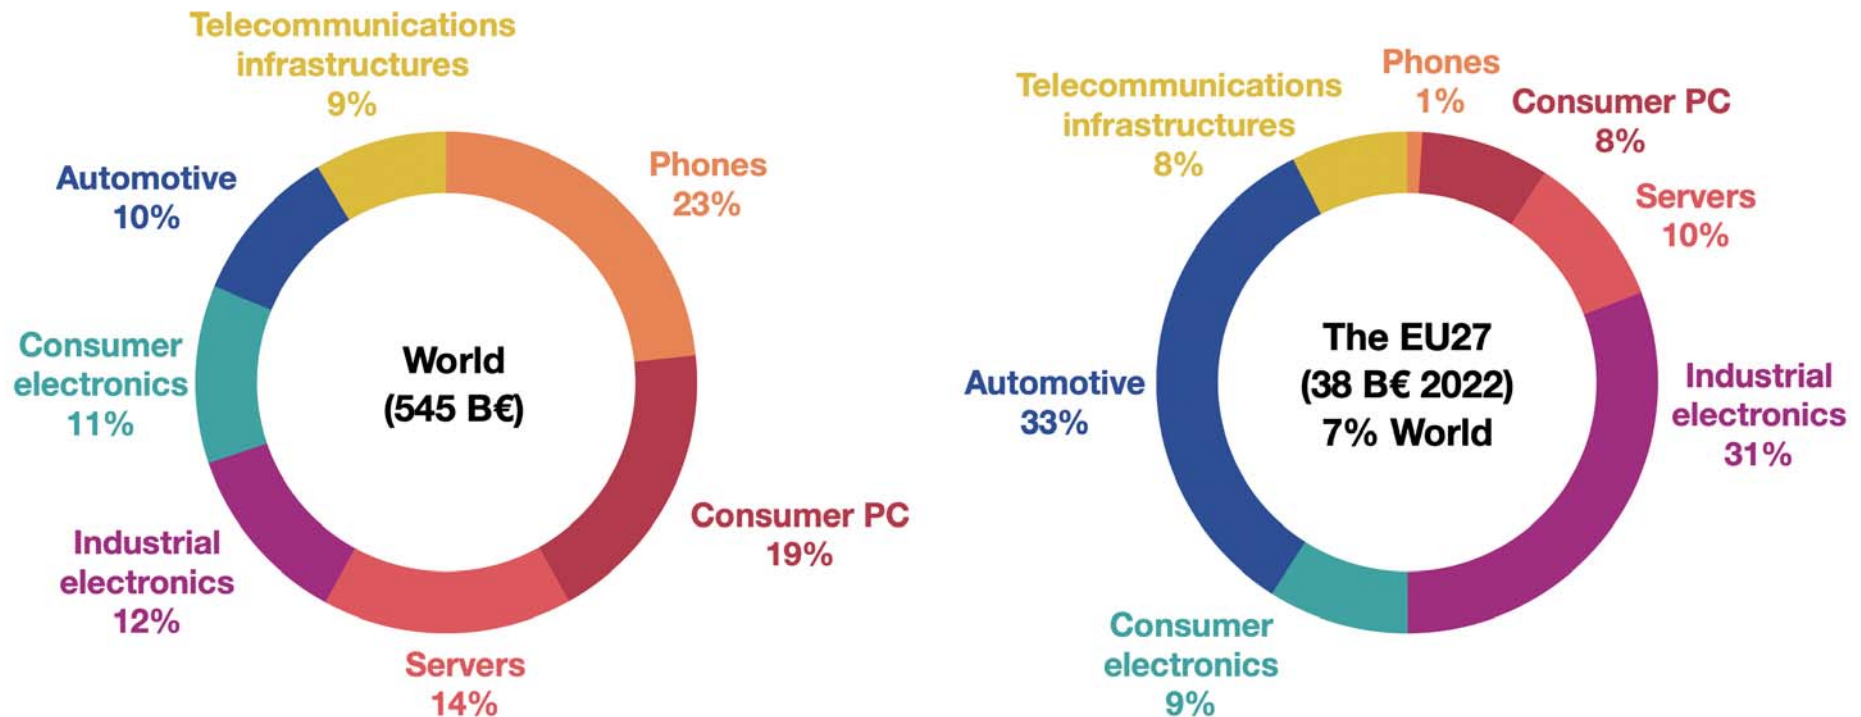 Telecommunications
infrastructures
9%
Phones
23%
Automotive
10%
Consumer
electronics
11%
World
(545 B€)
Consumer PC
19%
Industrial
electronics
12%
Servers
14%
Phones
1%
Telecommunications
infrastructures
8%
Consumer PC
8%
Servers
10%
Automotive
33%
The EU27
(38 B€ 2022)
7% World
Industrial
electronics
31%
Consumer
electronics
9%